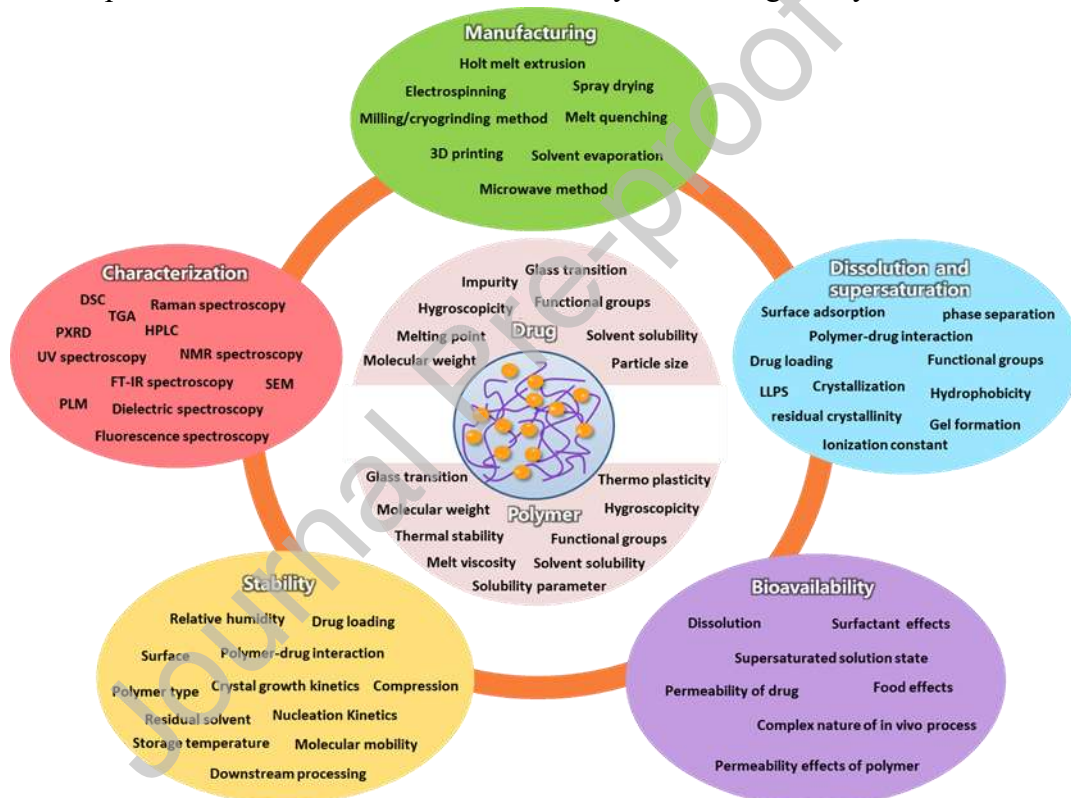 Manufacturing
Holt melt extrusion
Electrospinning
Spray drying
Milling/cryogrinding method
Melt quenching
3D printing
Solvent evaporation
Microwave method
Characterization
DSC
TGA
Raman spectroscopy
PXRD
HPLC
UV spectroscopy
NMR spectroscopy
FT-IR spectroscopy
SEM
PLM
Dielectric spectroscopy
Fluorescence spectroscopy
Glass transition
Impurity
Hygroscopicity
Functional groups
Drug
Melting point
Solvent solubility
Molecular weight
Particle size
Glass transition
Thermo plasticity
Molecular weight
Polymer
Hygroscopicity
Thermal stability
Functional groups
Melt viscosity
Solvent solubility
Solubility parameter
Dissolution and
supersaturation
Surface adsorption
phase separation
Polymer-drug interaction
Drug loading
Functional groups
LLPS
Crystallization
Hydrophobicity
residual crystallinity
Gel formation
Ionization constant
Stability
Relative humidity
Drug loading
Surface
Polymer-drug interaction
Polymer type
Crystal growth kinetics
Compression
Residual solvent
Nucleation Kinetics
Storage temperature
Molecular mobility
Downstream processing
Bioavailability
Dissolution
Surfactant effects
Supersaturated solution state
Permeability of drug
Food effects
Complex nature of in vivo process
Permeability effects of polymer
Journal Pre-proof